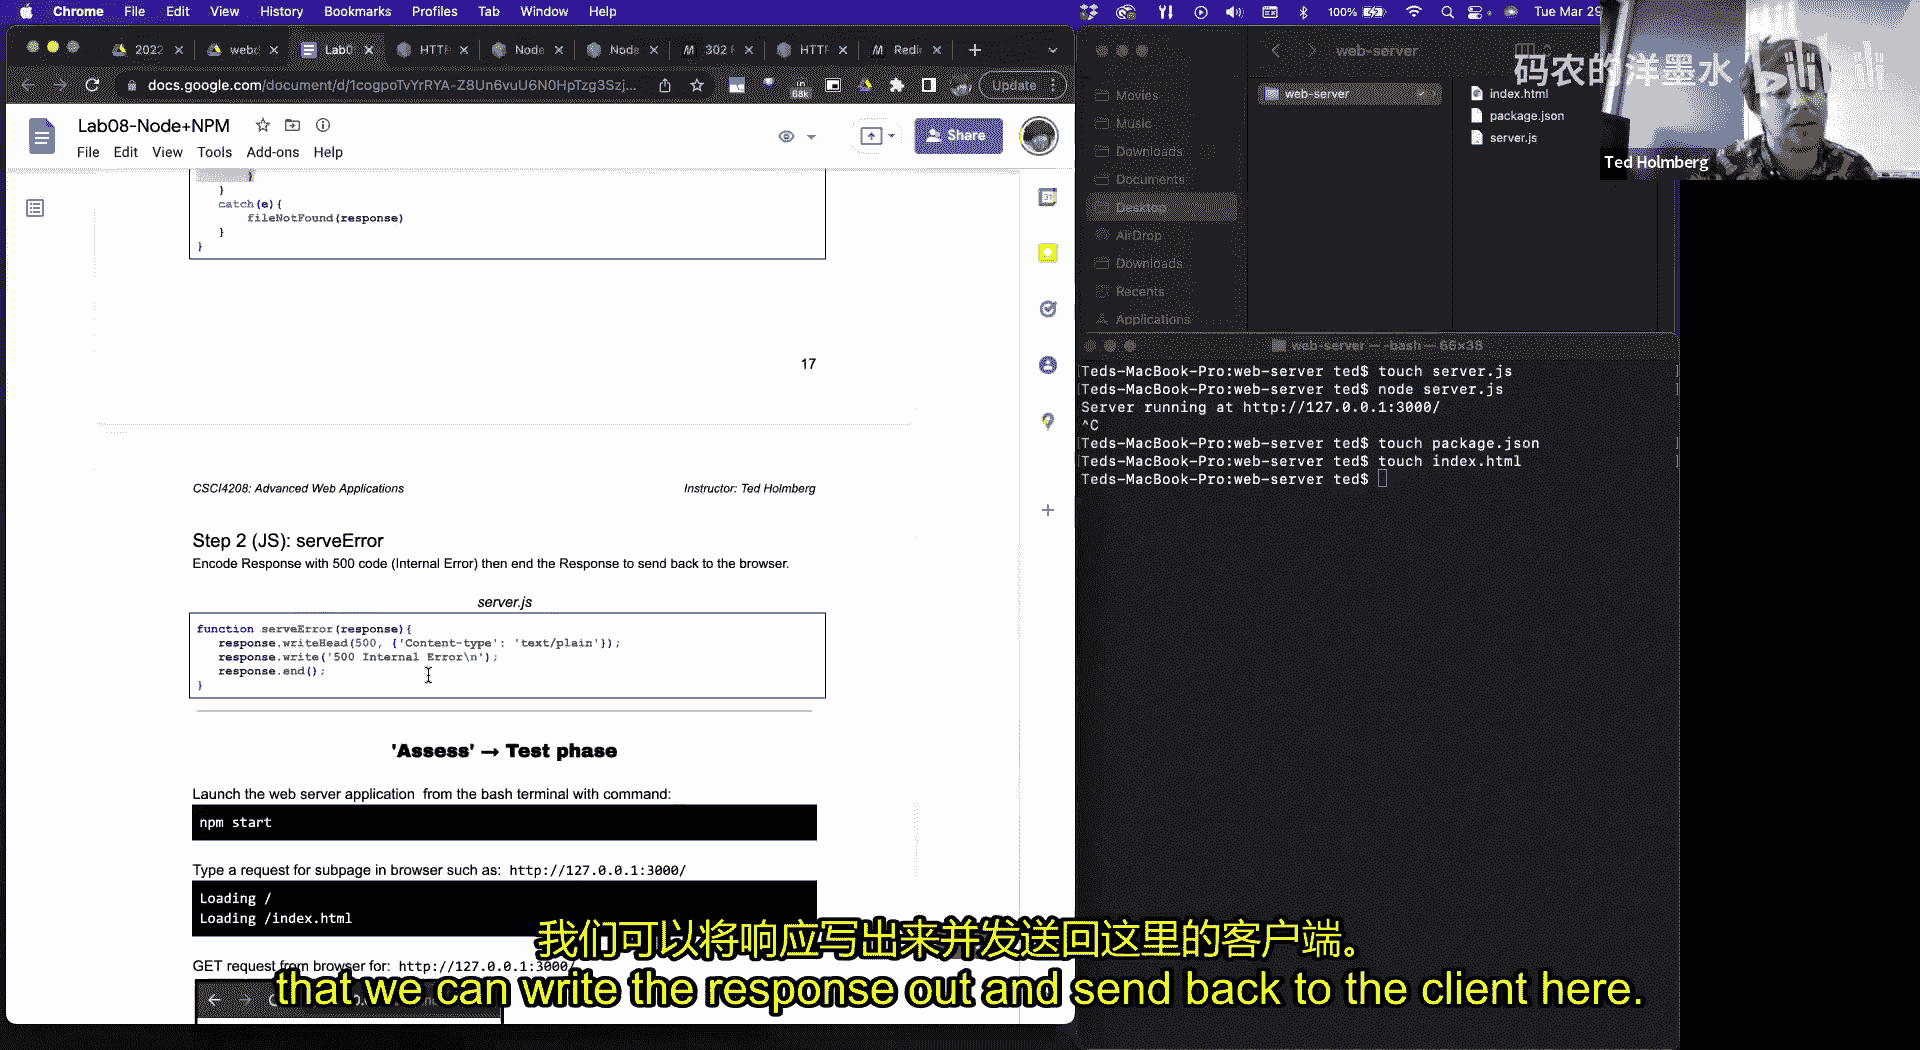 Chrome File Edit View History Bookmarks Profiles Tab Window Help
100% Tue Mar 29
2022
Lab0
HTTP
Node
Node
302
HTTP
Redir
docs.google.com/document/d/1cogpoTvYrRYA-Z8Un6vuU6N0HpTzg3Szj...
68k
Update
Lab08-Node+NPM
File Edit View Tools Add-ons Help
Share
}
}
catch(e){
fileNotFound(response)
}
}
17
CSCI4208: Advanced Web Applications
Instructor: Ted Holmberg
Step 2 (JS): serveError
Encode Response with 500 code (Internal Error) then end the Response to send back to the browser.
server.js
function serveError(response){
response.writeHead(500, {'Content-type': 'text/plain'});
response.write('500 Internal Error\n');
response.end();
}
'Assess' → Test phase
Launch the web server application from the bash terminal with command:
npm start
Type a request for subpage in browser such as: http://127.0.0.1:3000/
Loading /
Loading /index.html
GET request from browser for: http://127.0.0.1:3000/
web-server
Movies
Music
Downloads
Documents
Desktop
AirDrop
Downloads
Recents
Applications
web-server
index.html
package.json
server.js
码农的洋墨水
bilibili
Ted Holmberg
web-server — -bash — 66×38
Teds-MacBook-Pro:web-server ted$ touch server.js
Teds-MacBook-Pro:web-server ted$ node server.js
Server running at http://127.0.0.1:3000/
^C
Teds-MacBook-Pro:web-server ted$ touch package.json
Teds-MacBook-Pro:web-server ted$ touch index.html
Teds-MacBook-Pro:web-server ted$
我们可以将响应写出来并发送回这里的客户端。
that we can write the response out and send back to the client here.